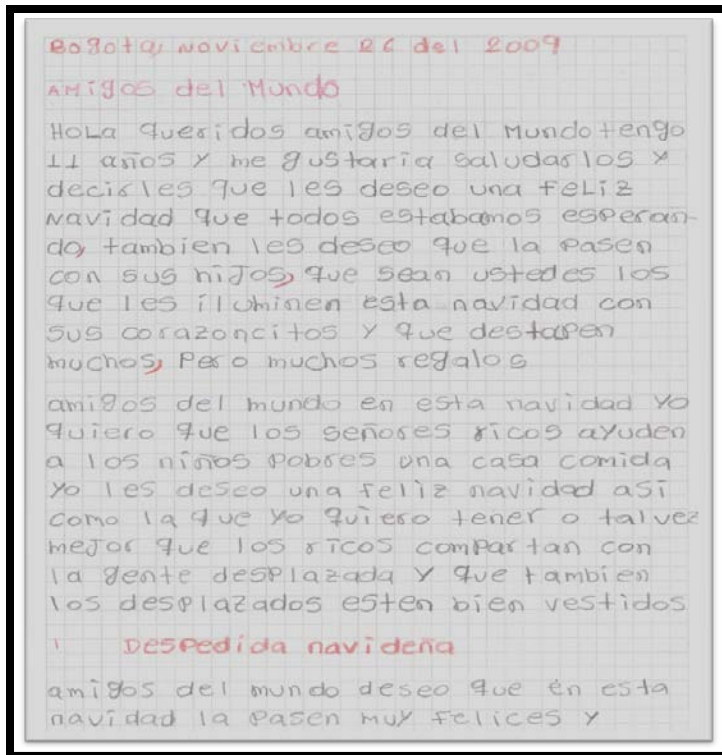 Bogota, Noviembre 26 del 2009
AMigos del Mundo
HoLa queridos amigos del Mundo tengo
11 años y me gustaria saludarlos y
decirles que les deseo una feliz
Navidad que todos estabamos esperan-
do, tambien les deseo que la pasen
con sus hijos, que sean ustedes los
que les iluminen esta navidad con
sus corazoncitos y que destapen
muchos, pero muchos regalos
amigos del mundo en esta navidad yo
quiero que los señores ricos ayuden
a los niños pobres una casa comida
yo les deseo una feliz navidad asi
como la que yo quiero tener o talvez
mejor que los ricos compartan con
la gente desplazada y que tambien
los desplazados esten bien vestidos
Despedida navideña
amigos del mundo deseo que en esta
navidad la pasen muy felices y